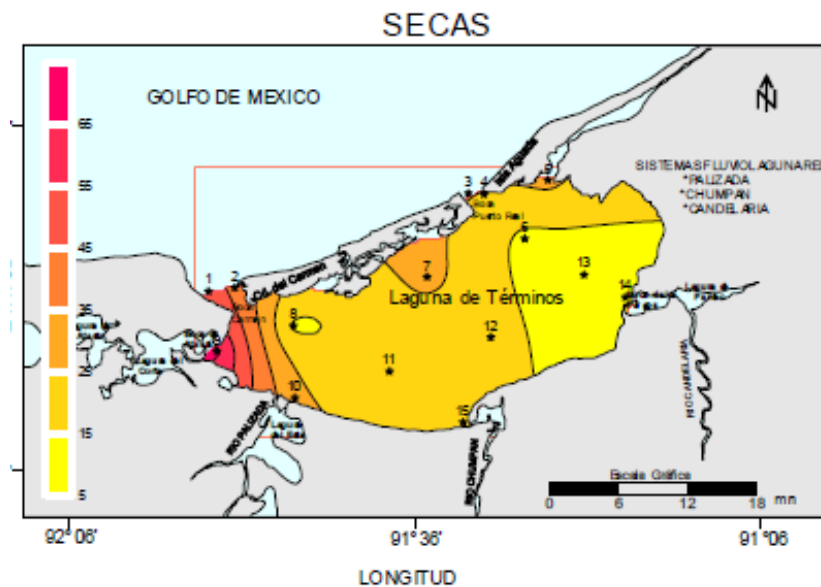 SECAS
GOLFO DE MEXICO
65
55
45
35
25
15
5
N
SISTEMAS FLUVIOLAGUNARES
*PALIZADA
*CHUMPAN
*CANDELARIA
Isla Aguada
Puerto Real
Cd. del Carmen
Laguna de Términos
1
2
3
4
5
6
7
8
10
11
12
13
14
15
RIO PALIZADA
RIO CHUMPAN
RIO CANDELARIA
Escala Gráfica
0 6 12 18 mn
92°06'
91°36'
91°06
LONGITUD